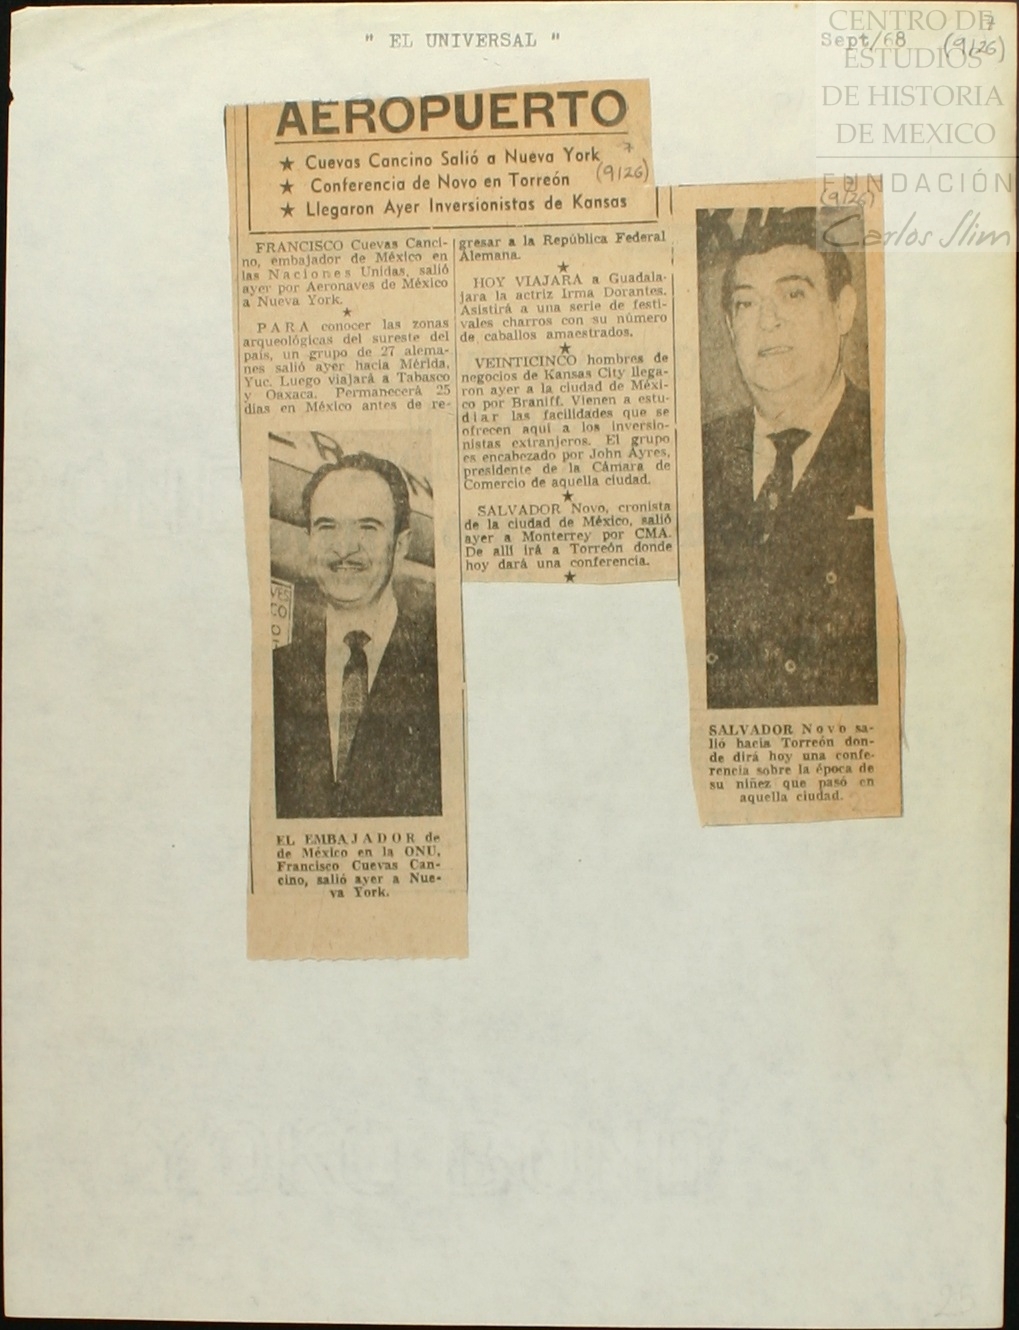 " EL UNIVERSAL "
Sept/68
7
(9126)
CENTRO DE
ESTUDIOS
DE HISTORIA
DE MEXICO
FUNDACIÓN
Carlos Slim
AEROPUERTO
★ Cuevas Cancino Salió a Nueva York
★ Conferencia de Novo en Torreón
★ Llegaron Ayer Inversionistas de Kansas
7
(9126)
FRANCISCO Cuevas Canci-
no, embajador de México en
las Naciones Unidas, salió
ayer por Aeronaves de México
a Nueva York.
★
PARA conocer las zonas
arqueológicas del sureste del
país, un grupo de 27 alema-
nes salió ayer hacia Mérida,
Yuc. Luego viajará a Tabasco
y Oaxaca. Permanecerá 25
días en México antes de re-
gresar a la República Federal
Alemana.
★
HOY VIAJARA a Guadala-
jara la actriz Irma Dorantes.
Asistirá a una serie de festi-
vales charros con su número
de caballos amaestrados.
★
VEINTICINCO hombres de
negocios de Kansas City llega-
ron ayer a la ciudad de Méxi-
co por Braniff. Vienen a estu-
diar las facilidades que se
ofrecen aquí a los inversio-
nistas extranjeros. El grupo
es encabezado por John Ayres,
presidente de la Cámara de
Comercio de aquella ciudad.
★
SALVADOR Novo, cronista
de la ciudad de México, salió
ayer a Monterrey por CMA.
De allí irá a Torreón donde
hoy dará una conferencia.
★
EL EMBAJADOR de
de México en la ONU,
Francisco Cuevas Can-
cino, salió ayer a Nue-
va York.
(9126)
SALVADOR Novo sa-
lió hacia Torreón don-
de dirá hoy una confe-
rencia sobre la época de
su niñez que pasó en
aquella ciudad.
25